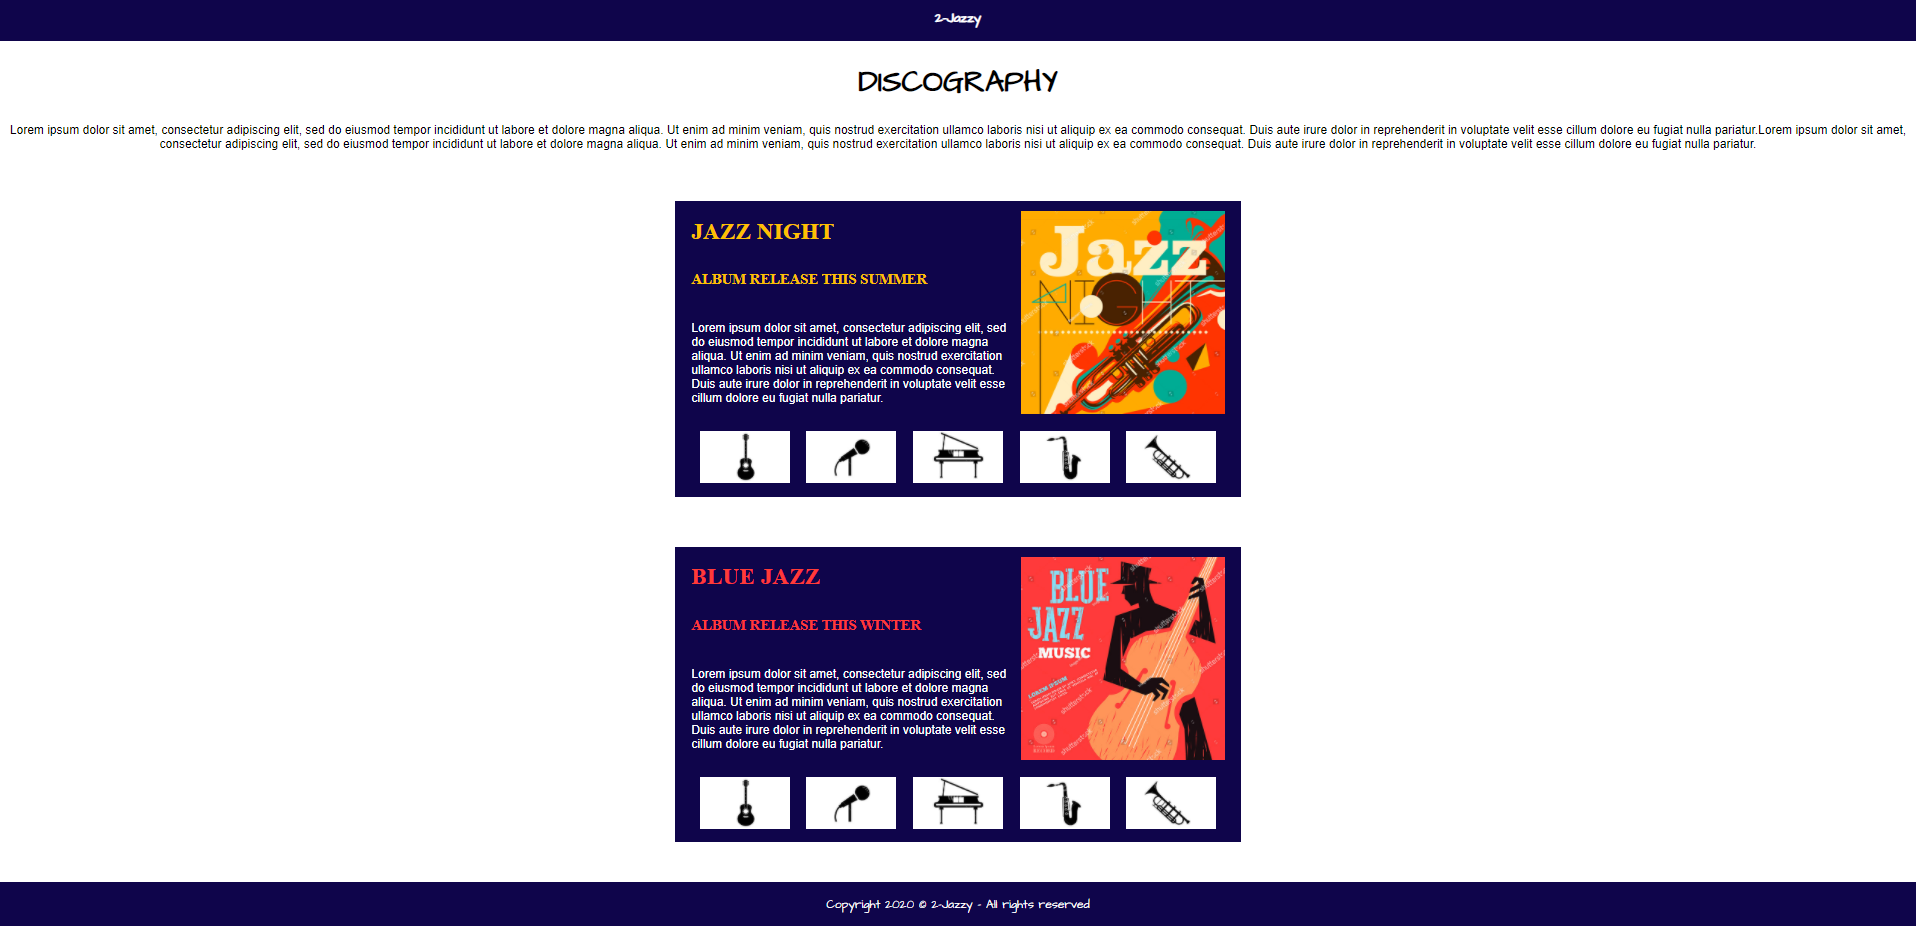 2-Jazzy
DISCOGRAPHY
Lorem ipsum dolor sit amet, consectetur adipiscing elit, sed do eiusmod tempor incididunt ut labore et dolore magna aliqua. Ut enim ad minim veniam, quis nostrud exercitation ullamco laboris nisi ut aliquip ex ea commodo consequat. Duis aute irure dolor in reprehenderit in voluptate velit esse cillum dolore eu fugiat nulla pariatur.Lorem ipsum dolor sit amet,
consectetur adipiscing elit, sed do eiusmod tempor incididunt ut labore et dolore magna aliqua. Ut enim ad minim veniam, quis nostrud exercitation ullamco laboris nisi ut aliquip ex ea commodo consequat. Duis aute irure dolor in reprehenderit in voluptate velit esse cillum dolore eu fugiat nulla pariatur.
JAZZ NIGHT
ALBUM RELEASE THIS SUMMER
Lorem ipsum dolor sit amet, consectetur adipiscing elit, sed
do eiusmod tempor incididunt ut labore et dolore magna
aliqua. Ut enim ad minim veniam, quis nostrud exercitation
ullamco laboris nisi ut aliquip ex ea commodo consequat.
Duis aute irure dolor in reprehenderit in voluptate velit esse
cillum dolore eu fugiat nulla pariatur.
Jazz
NIGHT
BLUE JAZZ
ALBUM RELEASE THIS WINTER
Lorem ipsum dolor sit amet, consectetur adipiscing elit, sed
do eiusmod tempor incididunt ut labore et dolore magna
aliqua. Ut enim ad minim veniam, quis nostrud exercitation
ullamco laboris nisi ut aliquip ex ea commodo consequat.
Duis aute irure dolor in reprehenderit in voluptate velit esse
cillum dolore eu fugiat nulla pariatur.
BLUE
JAZZ
MUSIC
LOREM IPSUM
shutterstock
Copyright 2020 © 2-Jazzy - All rights reserved